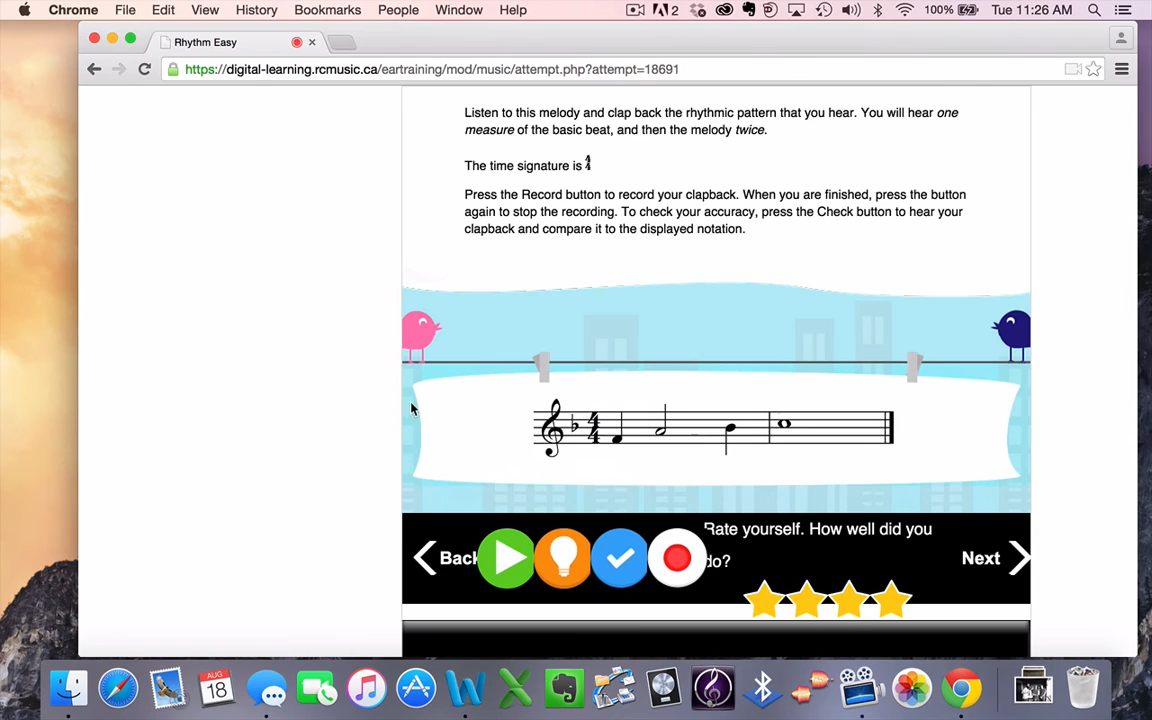 Chrome File Edit View History Bookmarks People Window Help 2 100% Tue 11:26 AM
Rhythm Easy
https://digital-learning.rcmusic.ca/eartraining/mod/music/attempt.php?attempt=18691
Listen to this melody and clap back the rhythmic pattern that you hear. You will hear one
measure of the basic beat, and then the melody twice.
The time signature is 4/4
Press the Record button to record your clapback. When you are finished, press the button
again to stop the recording. To check your accuracy, press the Check button to hear your
clapback and compare it to the displayed notation.
4
4
Rate yourself. How well did you
do?
Back
Next
AUG
18